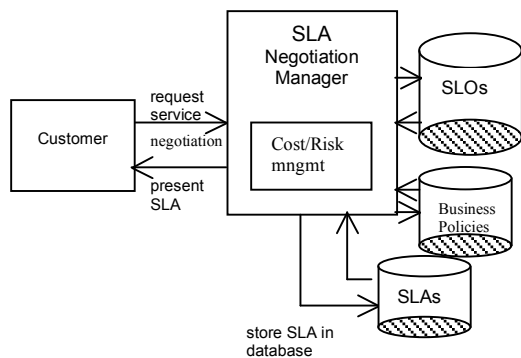 SLA
Negotiation
Manager
request
service
negotiation
present
SLA
Customer
Cost/Risk
mngmt
SLOs
Business
Policies
SLAs
store SLA in
database